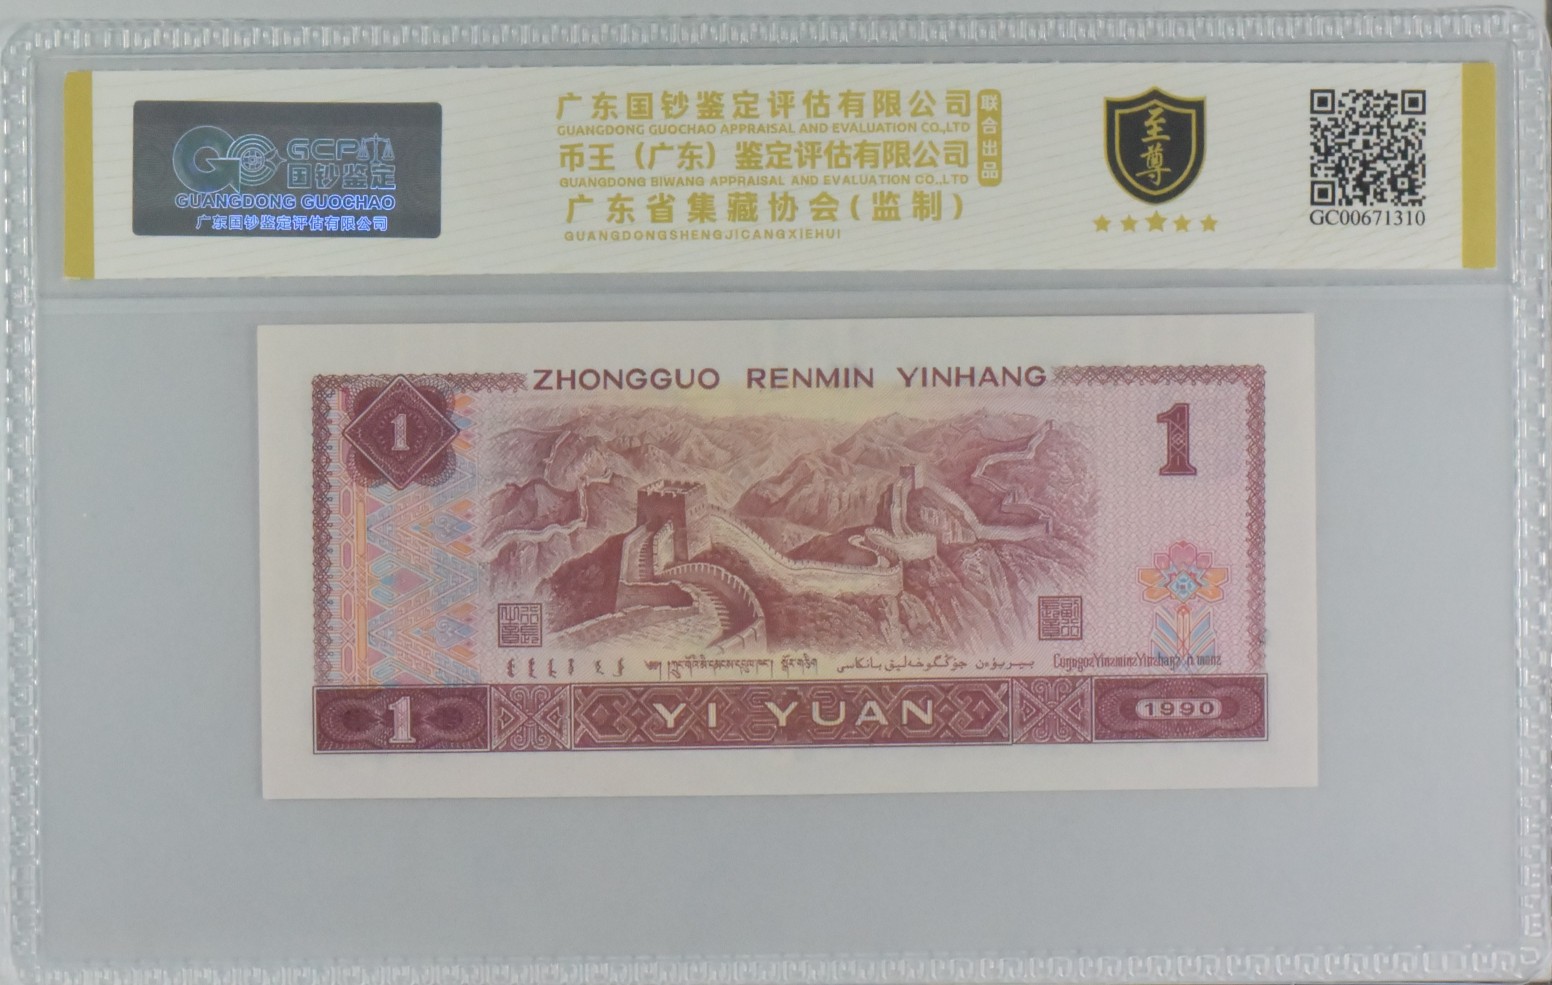 GCP
国钞鉴定
GUANGDONG GUOCHAO
广东国钞鉴定评估有限公司
广东国钞鉴定评估有限公司
GUANGDONG GUOCHAO APPRAISAL AND EVALUATION CO.,LTD
币王（广东）鉴定评估有限公司
GUANGDONG BIWANG APPRAISAL AND EVALUATION CO.,LTD
联合出品
广东省集藏协会(监制)
GUANGDONGSHENGJICANGXIEHUI
至尊
GC00671310
ZHONGGUO RENMIN YINHANG
1
1
1
YI YUAN
1990